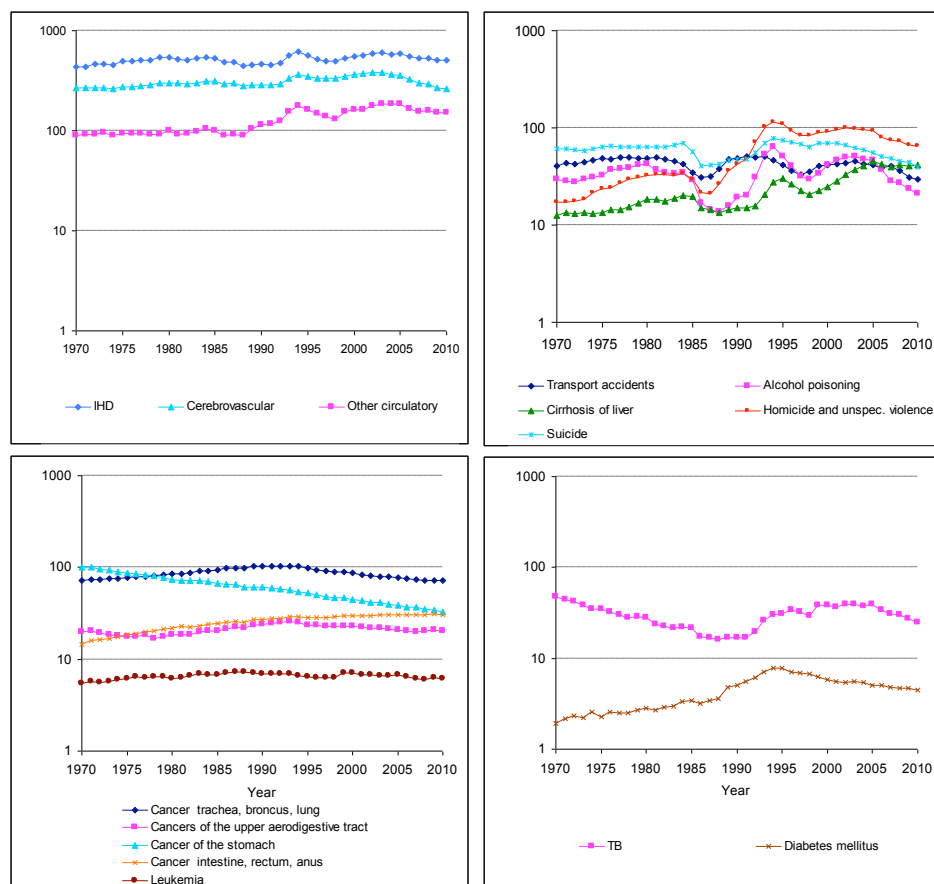 1000
100
10
1
1970 1975 1980 1985 1990 1995 2000 2005 2010
IHD Cerebrovascular Other circulatory
1000
100
10
1
1970 1975 1980 1985 1990 1995 2000 2005 2010
Transport accidents Alcohol poisoning
Cirrhosis of liver Homicide and unspec. violence
Suicide
1000
100
10
1
1970 1975 1980 1985 1990 1995 2000 2005 2010
Year
Cancer trachea, broncus, lung
Cancers of the upper aerodigestive tract
Cancer of the stomach
Cancer intestine, rectum, anus
Leukemia
1000
100
10
1
1970 1975 1980 1985 1990 1995 2000 2005 2010
Year
TB Diabetes mellitus